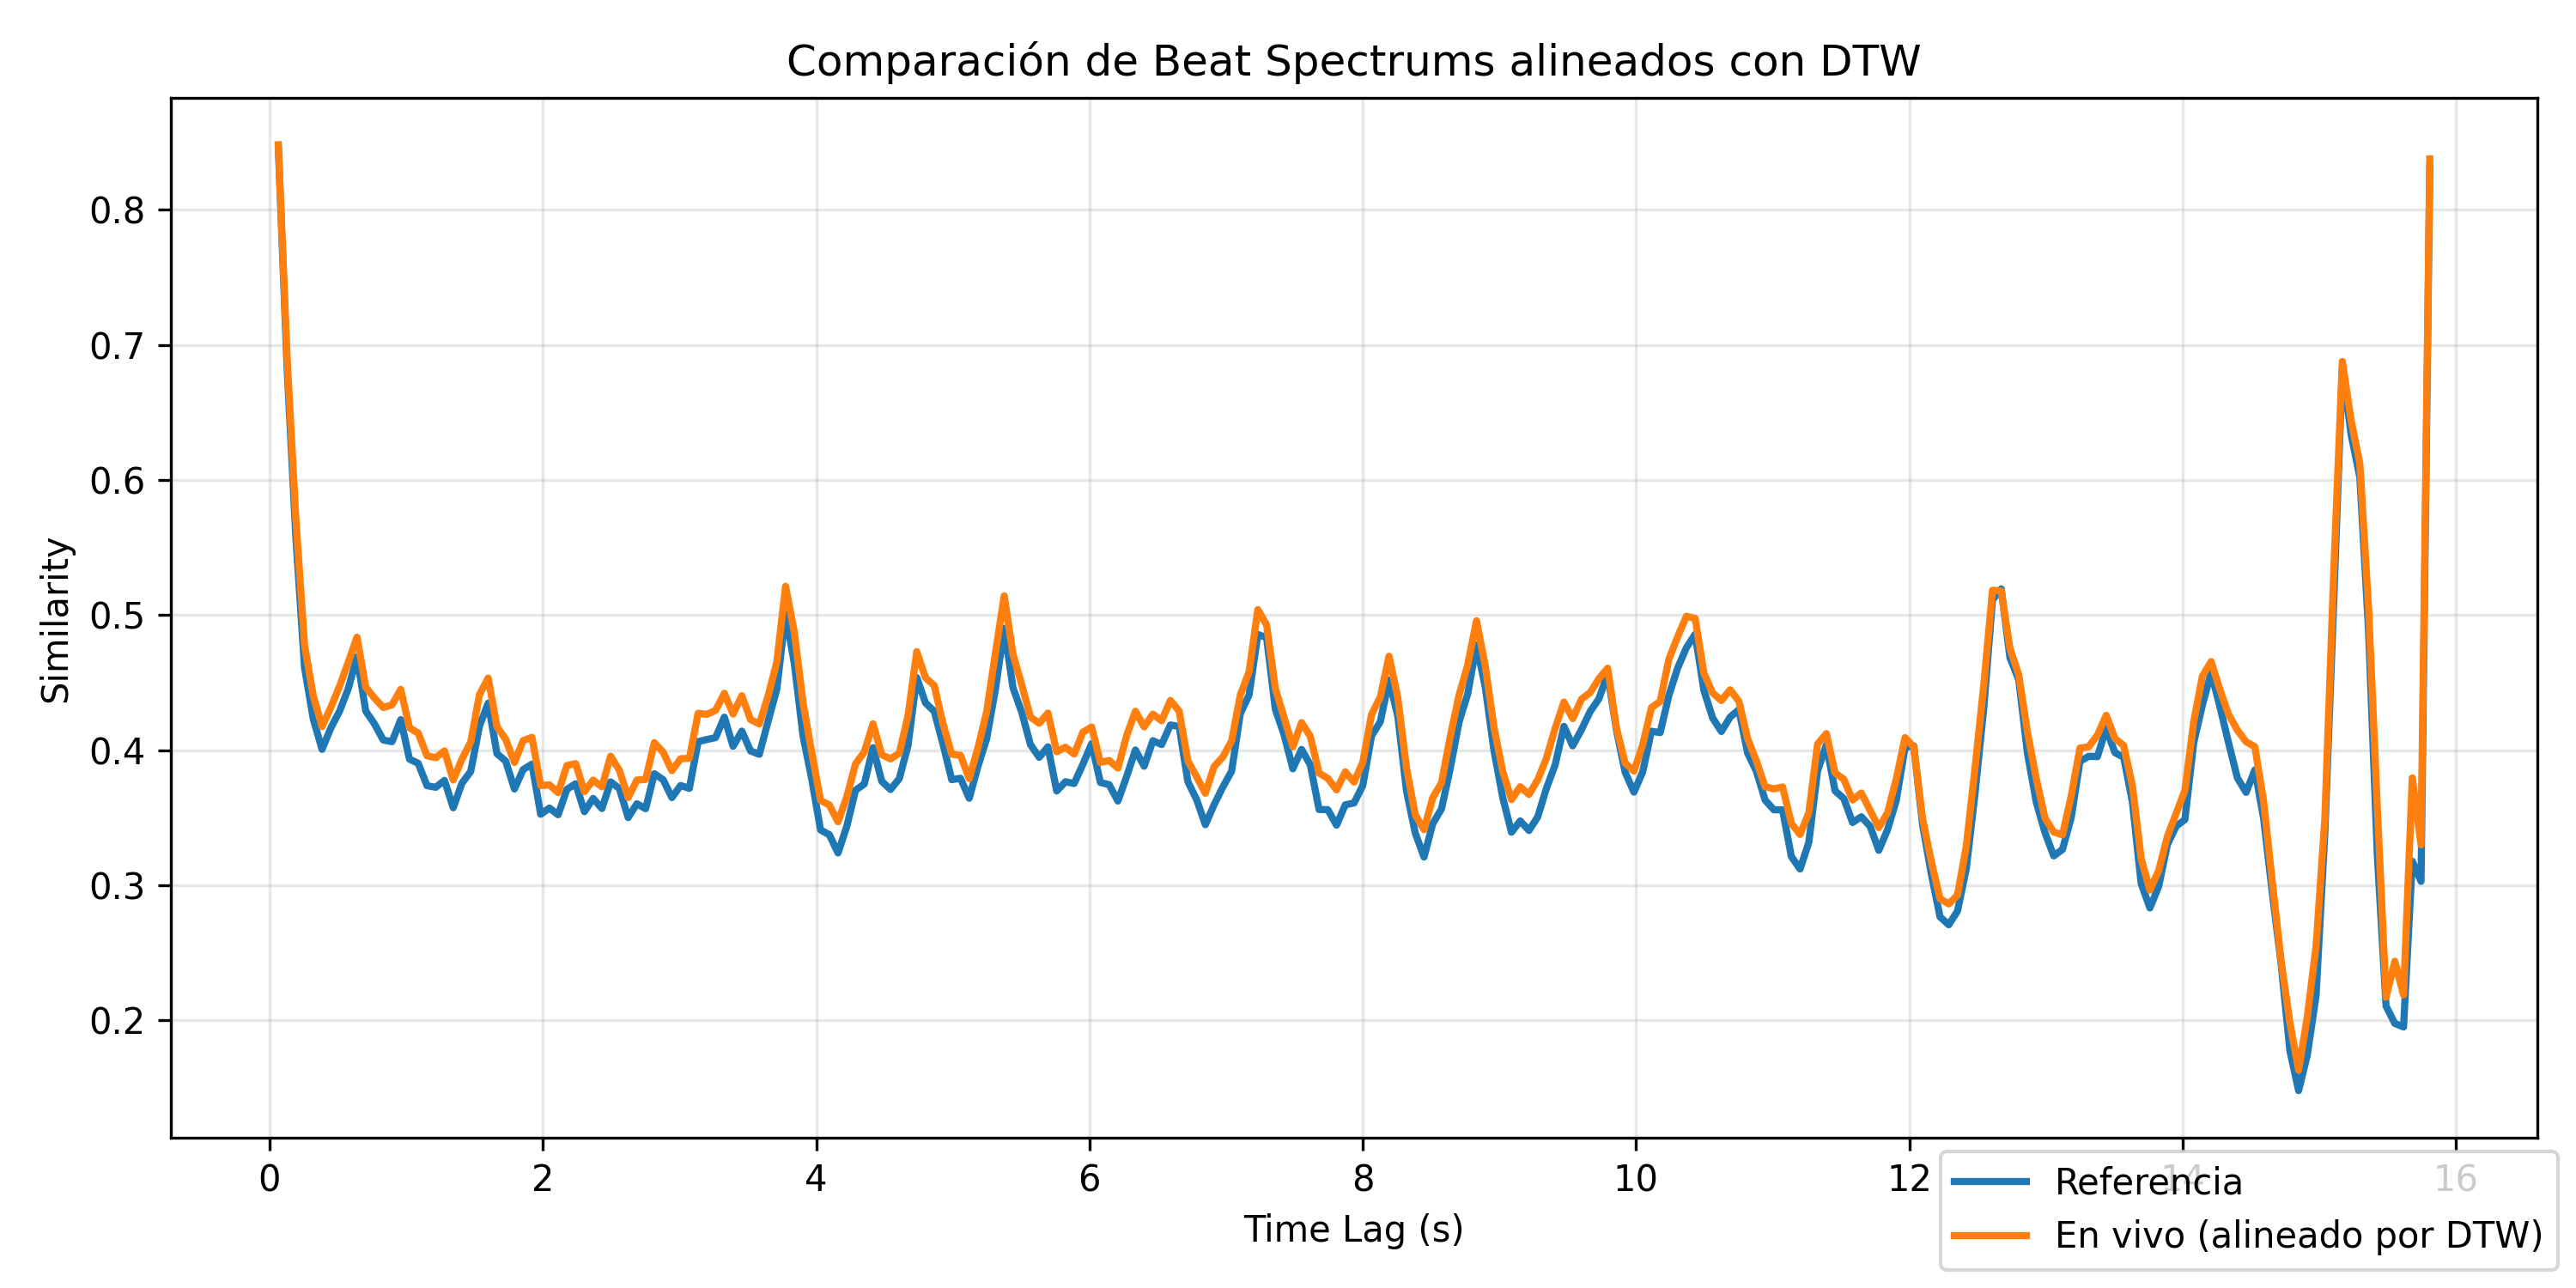 Comparación de Beat Spectrums alineados con DTW
Similarity
0.8
0.7
0.6
0.5
0.4
0.3
0.2
0 2 4 6 8 10 12 14 16
Time Lag (s)
Referencia
En vivo (alineado por DTW)